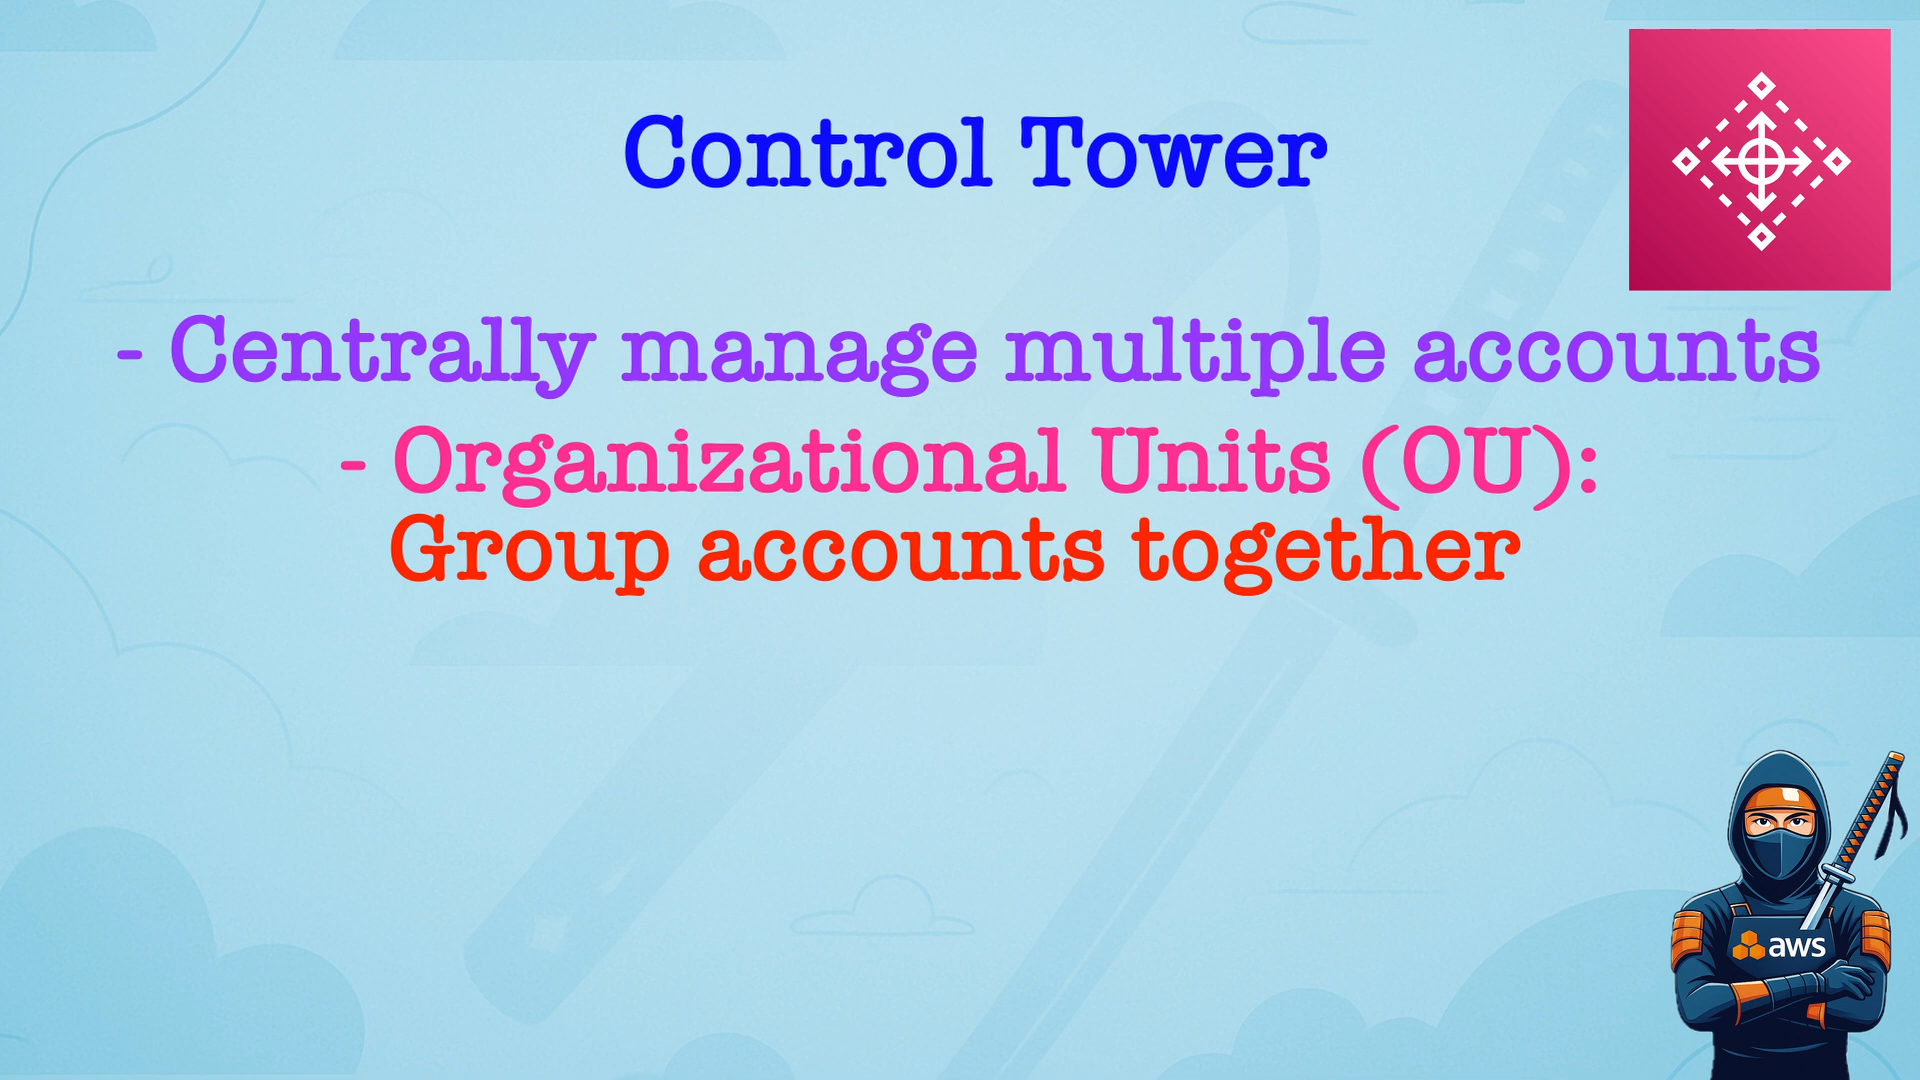 Control Tower
- Centrally manage multiple accounts
- Organizational Units (OU):
Group accounts together
aws